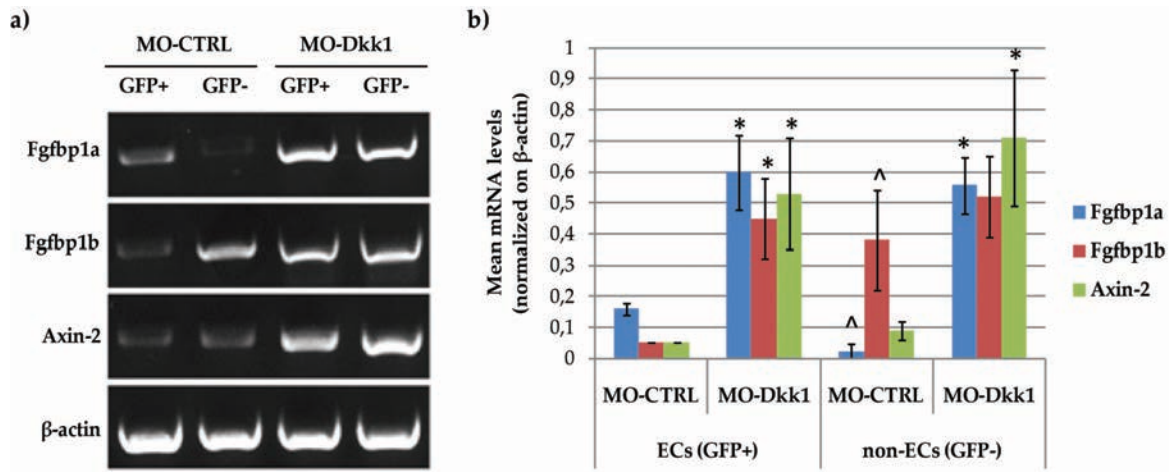 a)
MO-CTRL MO-Dkk1
GFP+ GFP- GFP+ GFP-
Fgfbp1a
Fgfbp1b
Axin-2
β-actin
b)
Mean mRNA levels
(normalized on β-actin)
1
0,9
0,8
0,7
0,6
0,5
0,4
0,3
0,2
0,1
0
* * * ^ ^ * *
MO-CTRL MO-Dkk1 MO-CTRL MO-Dkk1
ECs (GFP+) non-ECs (GFP-)
Fgfbp1a
Fgfbp1b
Axin-2